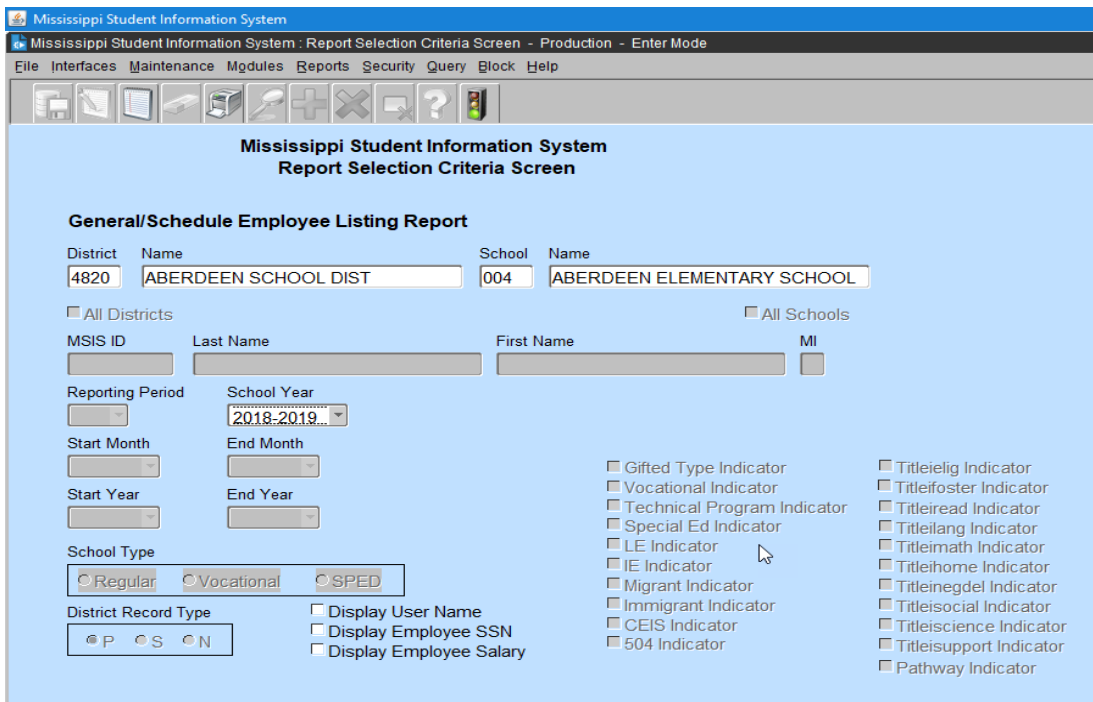 Mississippi Student Information System
Mississippi Student Information System : Report Selection Criteria Screen - Production - Enter Mode
File Interfaces Maintenance Modules Reports Security Query Block Help
Mississippi Student Information System
Report Selection Criteria Screen
General/Schedule Employee Listing Report
District Name School Name
4820 ABERDEEN SCHOOL DIST 004 ABERDEEN ELEMENTARY SCHOOL
All Districts All Schools
MSIS ID Last Name First Name MI
Reporting Period School Year
2018-2019...
Start Month End Month
Start Year End Year
School Type
Regular Vocational SPED
District Record Type
P S N
Display User Name
Display Employee SSN
Display Employee Salary
Gifted Type Indicator
Vocational Indicator
Technical Program Indicator
Special Ed Indicator
LE Indicator
IE Indicator
Migrant Indicator
Immigrant Indicator
CEIS Indicator
504 Indicator
Titleielig Indicator
Titleifoster Indicator
Titleiread Indicator
Titleilang Indicator
Titleimath Indicator
Titleihome Indicator
Titleinegdel Indicator
Titleisocial Indicator
Titleiscience Indicator
Titleisupport Indicator
Pathway Indicator